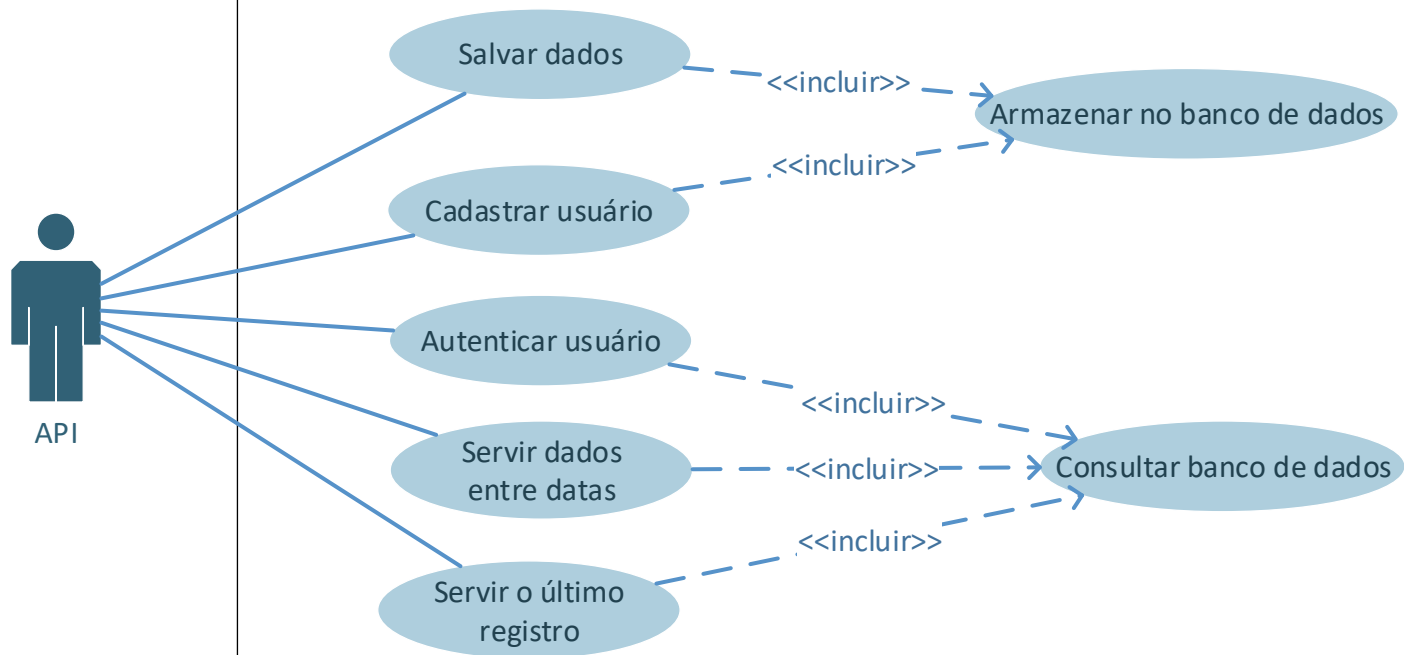 Salvar dados
<<incluir>>
Armazenar no banco de dados
<<incluir>>
Cadastrar usuário
Autenticar usuário
<<incluir>>
API
Servir dados
entre datas
<<incluir>>
Consultar banco de dados
<<incluir>>
Servir o último
registro